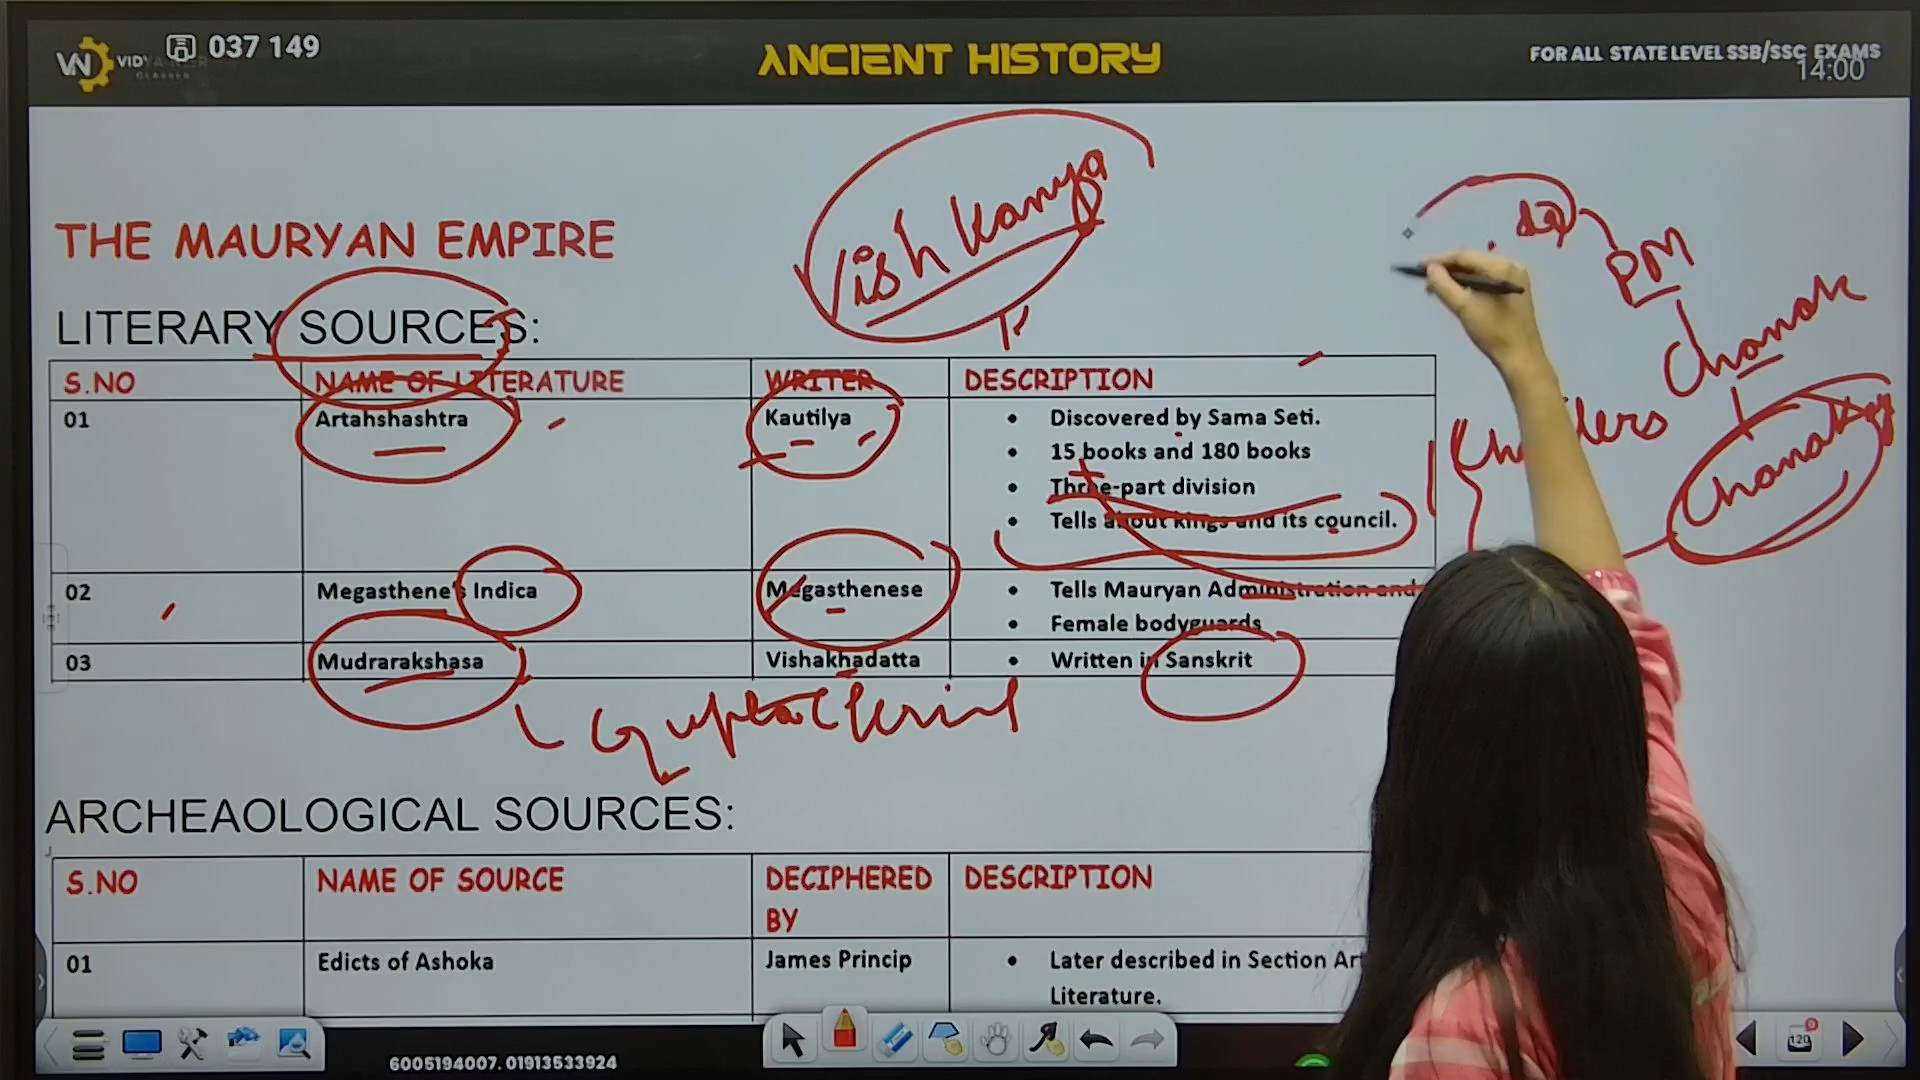 VIDYA
CLASSES
037 149
ANCIENT HISTORY
FOR ALL STATE LEVEL SSB/SSC EXAMS
14:00
Vish Kanya
PM
Chanak
Chanakya
THE MAURYAN EMPIRE
LITERARY SOURCES:
S.NO NAME OF LITERATURE WRITER DESCRIPTION
01 Artahshashtra Kautilya • Discovered by Sama Seti.
• 15 books and 180 books
• Three-part division
• Tells about kings and its council.
02 Megasthene's Indica Megasthenese • Tells Mauryan Administration and
• Female bodyguards
03 Mudrarakshasa Vishakhadatta • Written in Sanskrit
Gupta Period
ARCHEAOLOGICAL SOURCES:
S.NO NAME OF SOURCE DECIPHERED BY DESCRIPTION
01 Edicts of Ashoka James Princip • Later described in Section Art
Literature.
120
6005194007. 01913533924